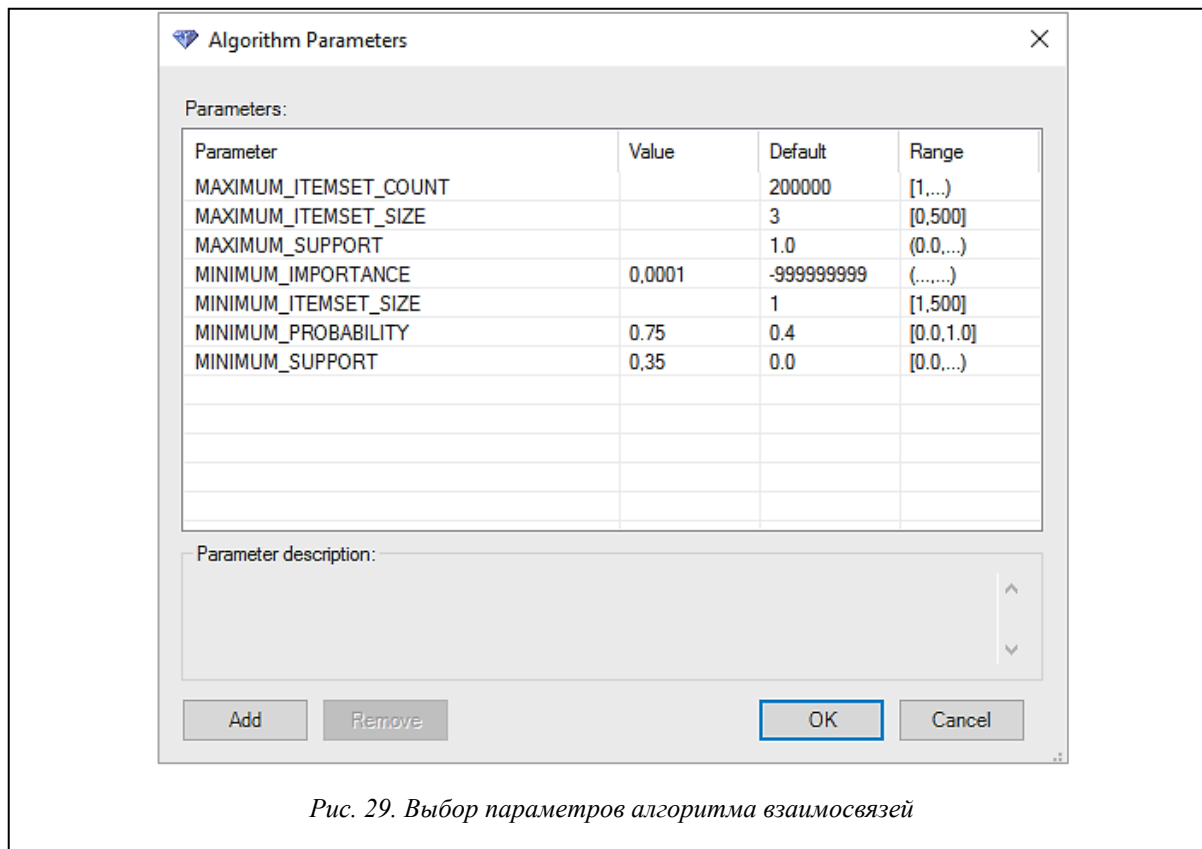 Algorithm Parameters
Parameters:
Parameter Value Default Range
MAXIMUM_ITEMSET_COUNT 200000 [1,...)
MAXIMUM_ITEMSET_SIZE 3 [0,500]
MAXIMUM_SUPPORT 1.0 (0.0,...)
MINIMUM_IMPORTANCE 0,0001 -999999999 (...,...)
MINIMUM_ITEMSET_SIZE 1 [1,500]
MINIMUM_PROBABILITY 0.75 0.4 [0.0,1.0]
MINIMUM_SUPPORT 0,35 0.0 [0.0,...)
Parameter description:
Add Remove OK Cancel
Рис. 29. Выбор параметров алгоритма взаимосвязей